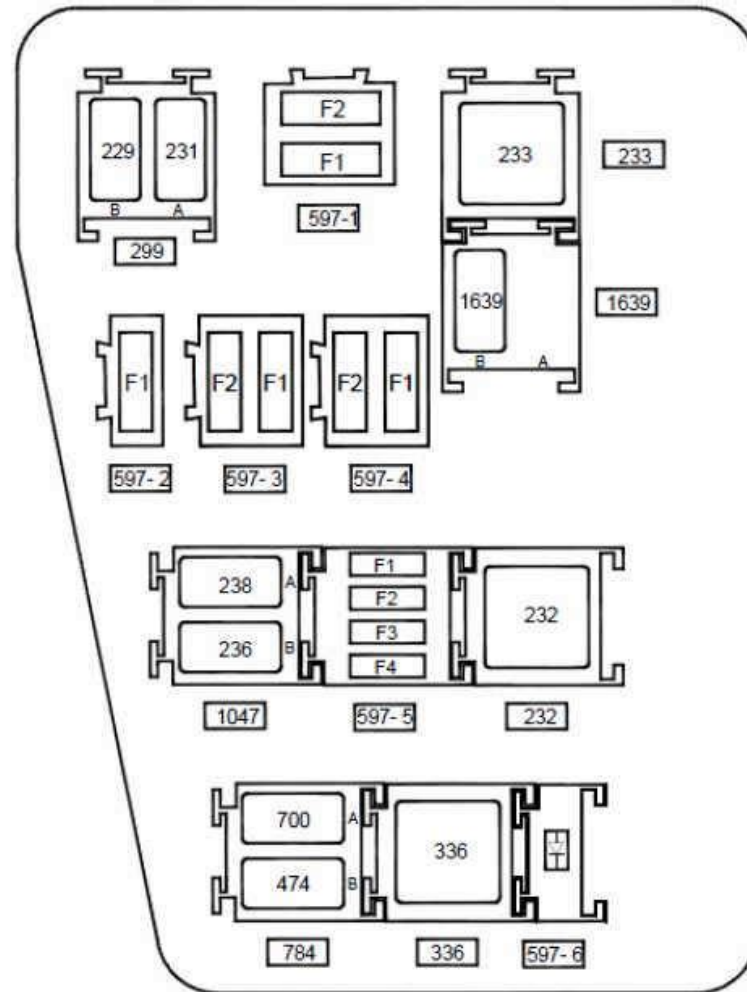 229 231
B A
299
F2
F1
597-1
233
233
1639
B A
1639
F1
597- 2
F2 F1
597- 3
F2 F1
597- 4
238 A
236 B
1047
F1
F2
F3
F4
597- 5
232
232
700 A
474 B
784
336
336
597- 6